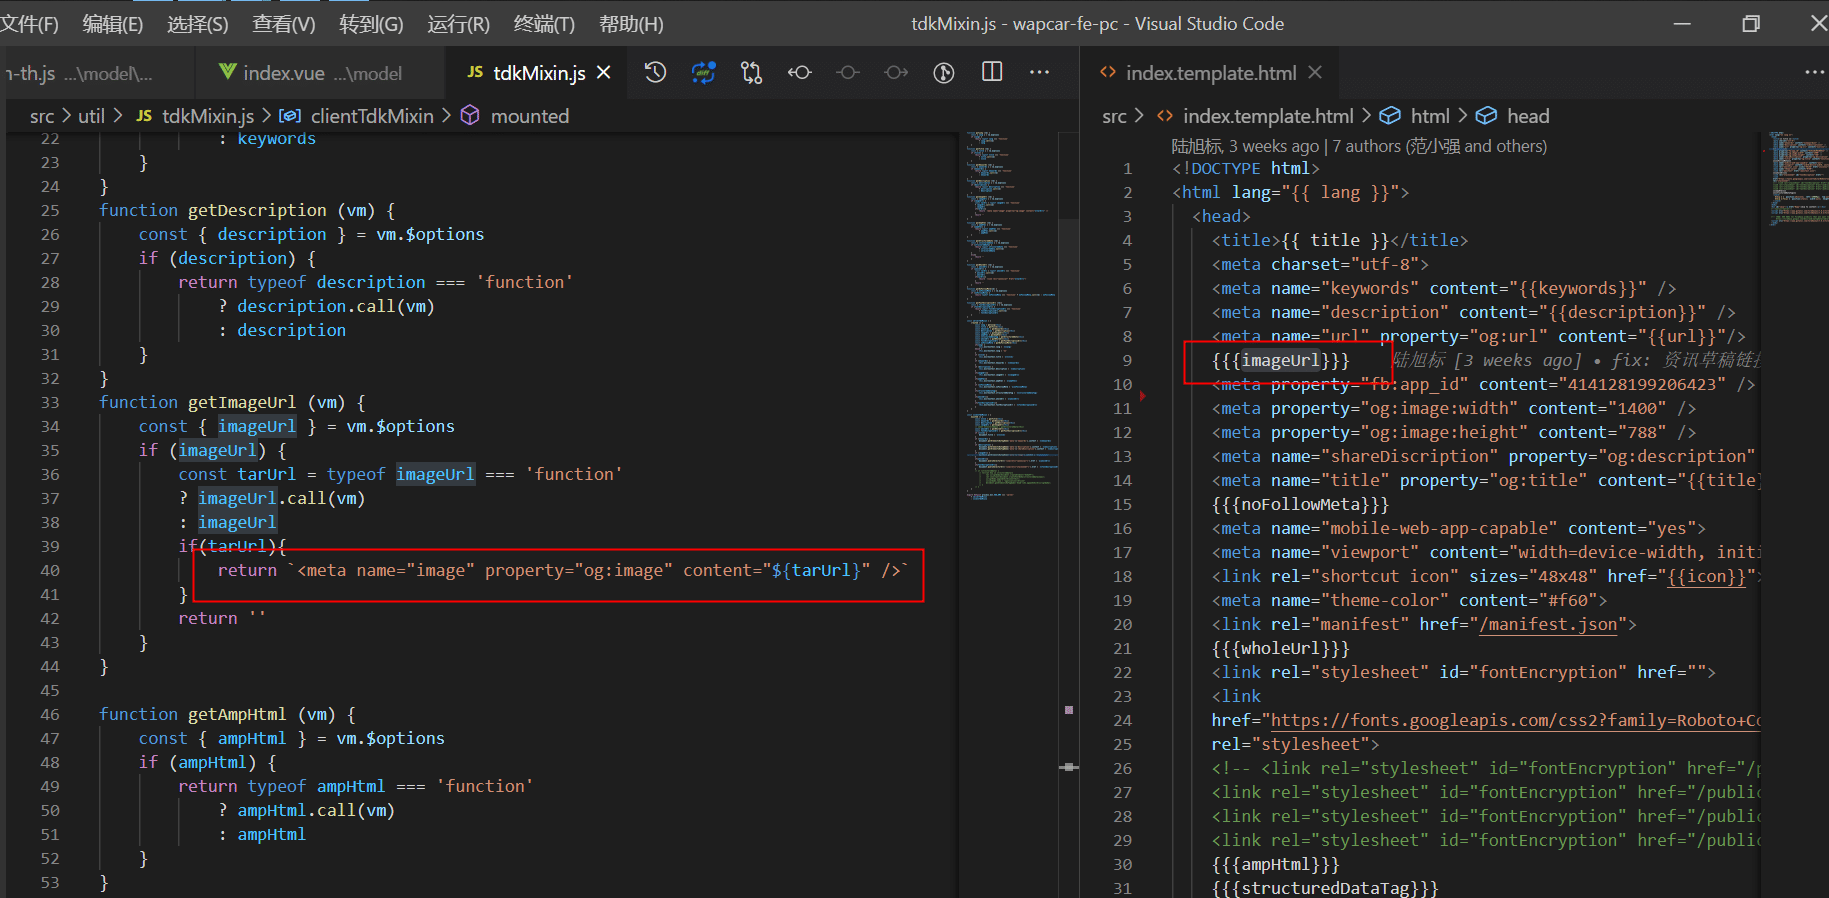 文件(F) 编辑(E) 选择(S) 查看(V) 转到(G) 运行(R) 终端(T) 帮助(H) tdkMixin.js - wapcar-fe-pc - Visual Studio Code
n-th.js ...\model\... index.vue ...\model JS tdkMixin.js
src > util > JS tdkMixin.js > clientTdkMixin > mounted
22 : keywords
23 }
24 }
25 function getDescription (vm) {
26 const { description } = vm.$options
27 if (description) {
28 return typeof description === 'function'
29 ? description.call(vm)
30 : description
31 }
32 }
33 function getImageUrl (vm) {
34 const { imageUrl } = vm.$options
35 if (imageUrl) {
36 const tarUrl = typeof imageUrl === 'function'
37 ? imageUrl.call(vm)
38 : imageUrl
39 if(tarUrl){
40 return `<meta name="image" property="og:image" content="${tarUrl}" />`
41 }
42 return ''
43 }
44 }
45
46 function getAmpHtml (vm) {
47 const { ampHtml } = vm.$options
48 if (ampHtml) {
49 return typeof ampHtml === 'function'
50 ? ampHtml.call(vm)
51 : ampHtml
52 }
53 }
index.template.html
src > index.template.html > html > head
陆旭标, 3 weeks ago | 7 authors (范小强 and others)
1 <!DOCTYPE html>
2 <html lang="{{ lang }}">
3 <head>
4 <title>{{ title }}</title>
5 <meta charset="utf-8">
6 <meta name="keywords" content="{{keywords}}" />
7 <meta name="description" content="{{description}}" />
8 <meta name="url" property="og:url" content="{{url}}"/>
9 {{{imageUrl}}} 陆旭标 [3 weeks ago] • fix: 资讯草稿链
10 <meta property="fb:app_id" content="414128199206423" />
11 <meta property="og:image:width" content="1400" />
12 <meta property="og:image:height" content="788" />
13 <meta name="shareDiscription" property="og:description"
14 <meta name="title" property="og:title" content="{{title}
15 {{{noFollowMeta}}}
16 <meta name="mobile-web-app-capable" content="yes">
17 <meta name="viewport" content="width=device-width, initi
18 <link rel="shortcut icon" sizes="48x48" href="{{icon}}">
19 <meta name="theme-color" content="#f60">
20 <link rel="manifest" href="/manifest.json">
21 {{{wholeUrl}}}
22 <link rel="stylesheet" id="fontEncryption" href="">
23 <link
24 href="https://fonts.googleapis.com/css2?family=Roboto+Co
25 rel="stylesheet">
26 <!-- <link rel="stylesheet" id="fontEncryption" href="/p
27 <link rel="stylesheet" id="fontEncryption" href="/public
28 <link rel="stylesheet" id="fontEncryption" href="/public
29 <link rel="stylesheet" id="fontEncryption" href="/public
30 {{{ampHtml}}}
31 {{{structuredDataTag}}}